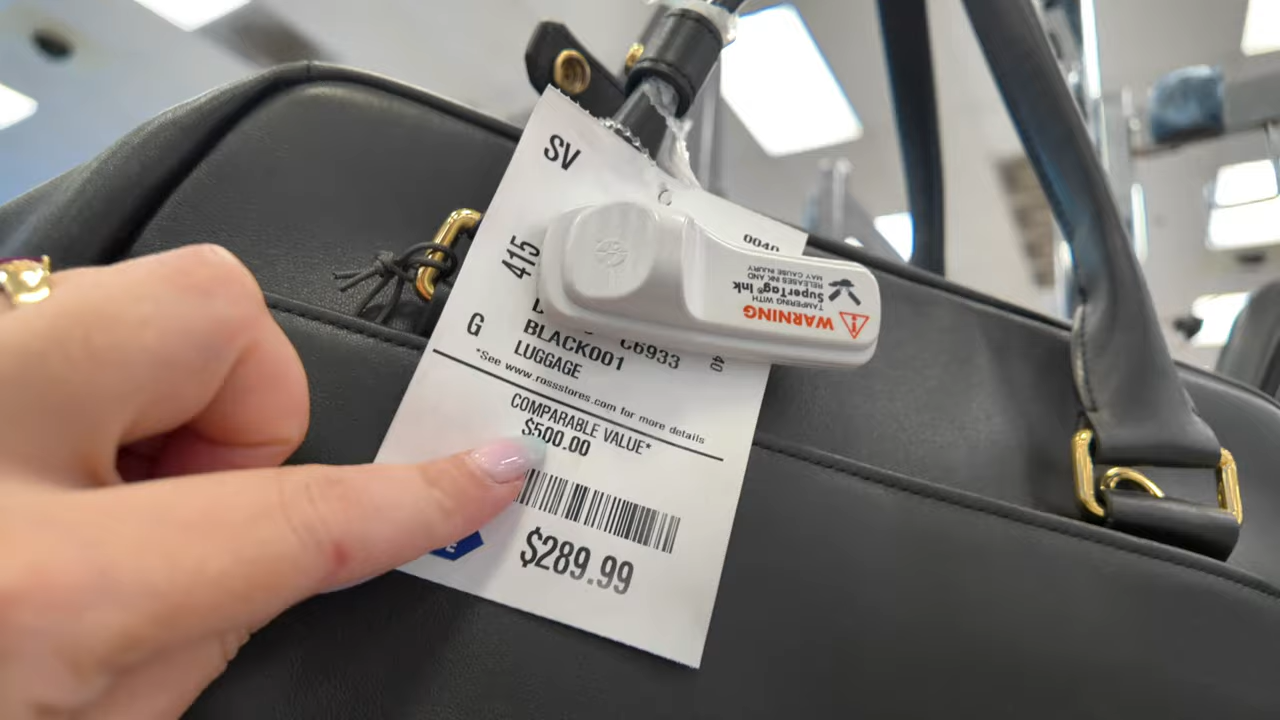 SV
0040
415
WARNING
TAMPERING WITH
SuperTag® Ink
RELEASES INK AND
MAY CAUSE INJURY
C6933
40
G
BLACK001
LUGGAGE
*See www.rossstores.com for more details
COMPARABLE VALUE*
$500.00
$289.99